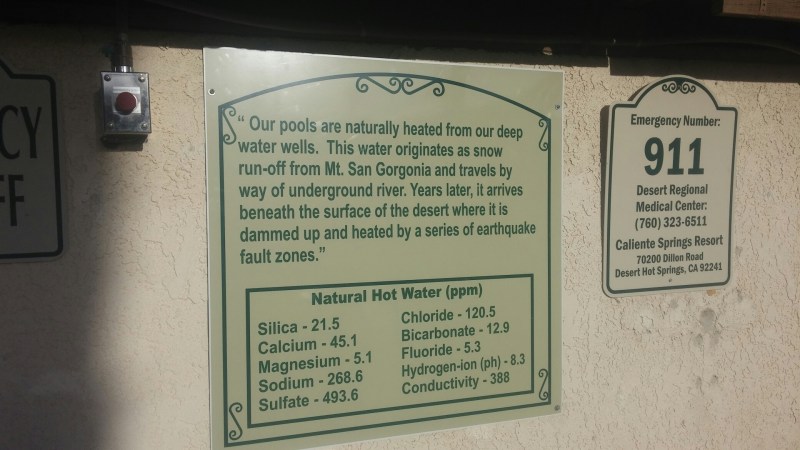 CY
FF
“ Our pools are naturally heated from our deep
water wells. This water originates as snow
run-off from Mt. San Gorgonia and travels by
way of underground river. Years later, it arrives
beneath the surface of the desert where it is
dammed up and heated by a series of earthquake
fault zones.”
Natural Hot Water (ppm)
Silica - 21.5
Calcium - 45.1
Magnesium - 5.1
Sodium - 268.6
Sulfate - 493.6
Chloride - 120.5
Bicarbonate - 12.9
Fluoride - 5.3
Hydrogen-ion (ph) - 8.3
Conductivity - 388
Emergency Number:
911
Desert Regional
Medical Center:
(760) 323-6511
Caliente Springs Resort
70200 Dillon Road
Desert Hot Springs, CA 92241